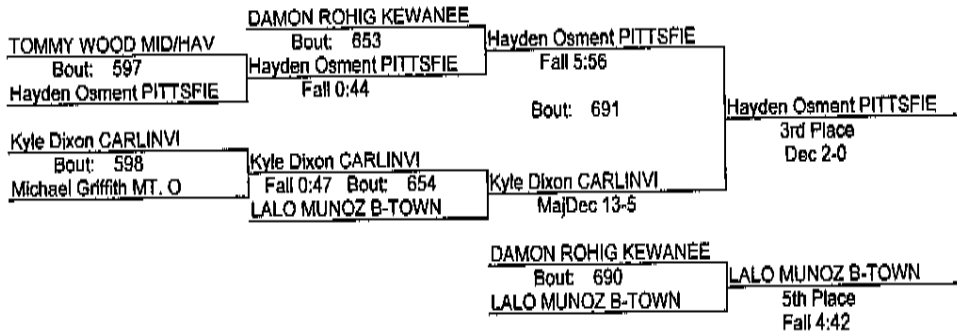 DAMON ROHIG KEWANEE
TOMMY WOOD MID/HAV
Bout: 653
Hayden Osment PITTSFIE
Bout: 597
Hayden Osment PITTSFIE
Fall 5:56
Hayden Osment PITTSFIE
Fall 0:44
Bout: 691
Hayden Osment PITTSFIE
3rd Place
Dec 2-0
Kyle Dixon CARLINVI
Bout: 598
Kyle Dixon CARLINVI
Michael Griffith MT. O
Fall 0:47 Bout: 654
Kyle Dixon CARLINVI
LALO MUNOZ B-TOWN
MajDec 13-5
DAMON ROHIG KEWANEE
Bout: 690
LALO MUNOZ B-TOWN
LALO MUNOZ B-TOWN
5th Place
Fall 4:42